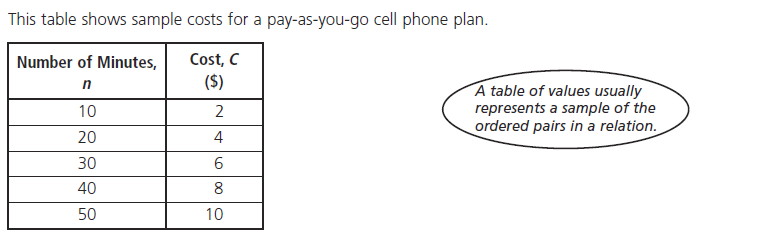 This table shows sample costs for a pay-as-you-go cell phone plan.
Number of Minutes, n	Cost, C ($)
10	2
20	4
30	6
40	8
50	10
A table of values usually
represents a sample of the
ordered pairs in a relation.